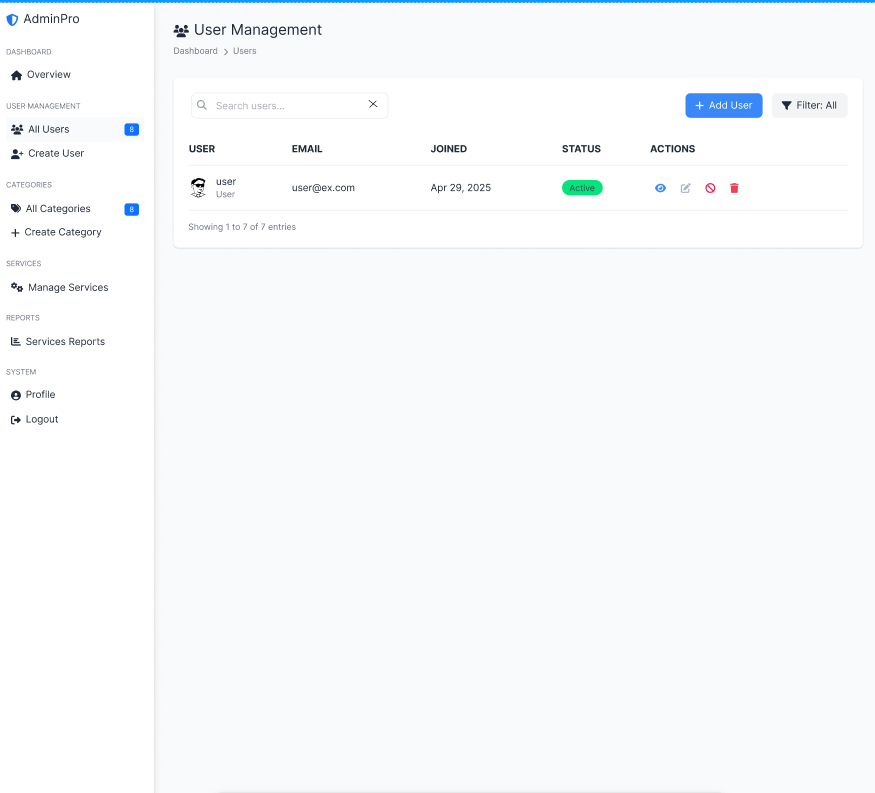 AdminPro
DASHBOARD
Overview
USER MANAGEMENT
All Users 8
Create User
CATEGORIES
All Categories 8
Create Category
SERVICES
Manage Services
REPORTS
Services Reports
SYSTEM
Profile
Logout
User Management
Dashboard > Users
Search users...
+ Add User
Filter: All
USER EMAIL JOINED STATUS ACTIONS
user user@ex.com Apr 29, 2025 Active
User
Showing 1 to 7 of 7 entries